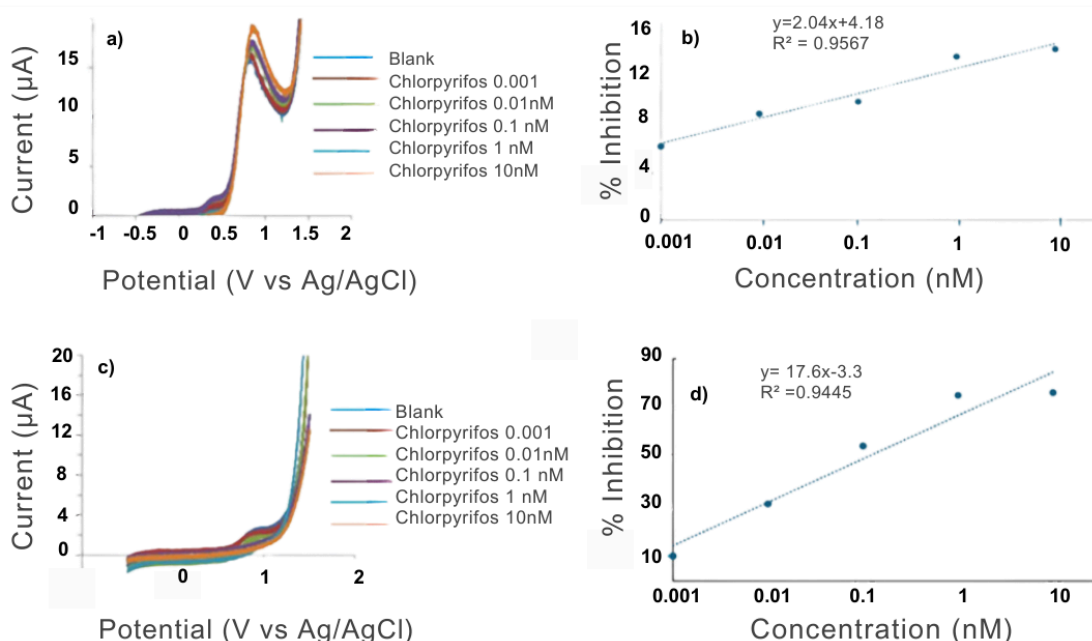 a)
Current (µA)
15
10
5
0
-1 -0.5 0 0.5 1 1.5 2
Potential (V vs Ag/AgCl)
Blank
Chlorpyrifos 0.001
Chlorpyrifos 0.01nM
Chlorpyrifos 0.1 nM
Chlorpyrifos 1 nM
Chlorpyrifos 10nM
b)
y=2.04x+4.18
R² = 0.9567
% Inhibition
16
12
8
4
0
0.001 0.01 0.1 1 10
Concentration (nM)
c)
Current (µA)
20
16
12
8
4
0
0 1 2
Potential (V vs Ag/AgCl)
Blank
Chlorpyrifos 0.001
Chlorpyrifos 0.01nM
Chlorpyrifos 0.1 nM
Chlorpyrifos 1 nM
Chlorpyrifos 10nM
d)
y= 17.6x-3.3
R² =0.9445
% Inhibition
90
70
50
30
10
0.001 0.01 0.1 1 10
Concentration (nM)